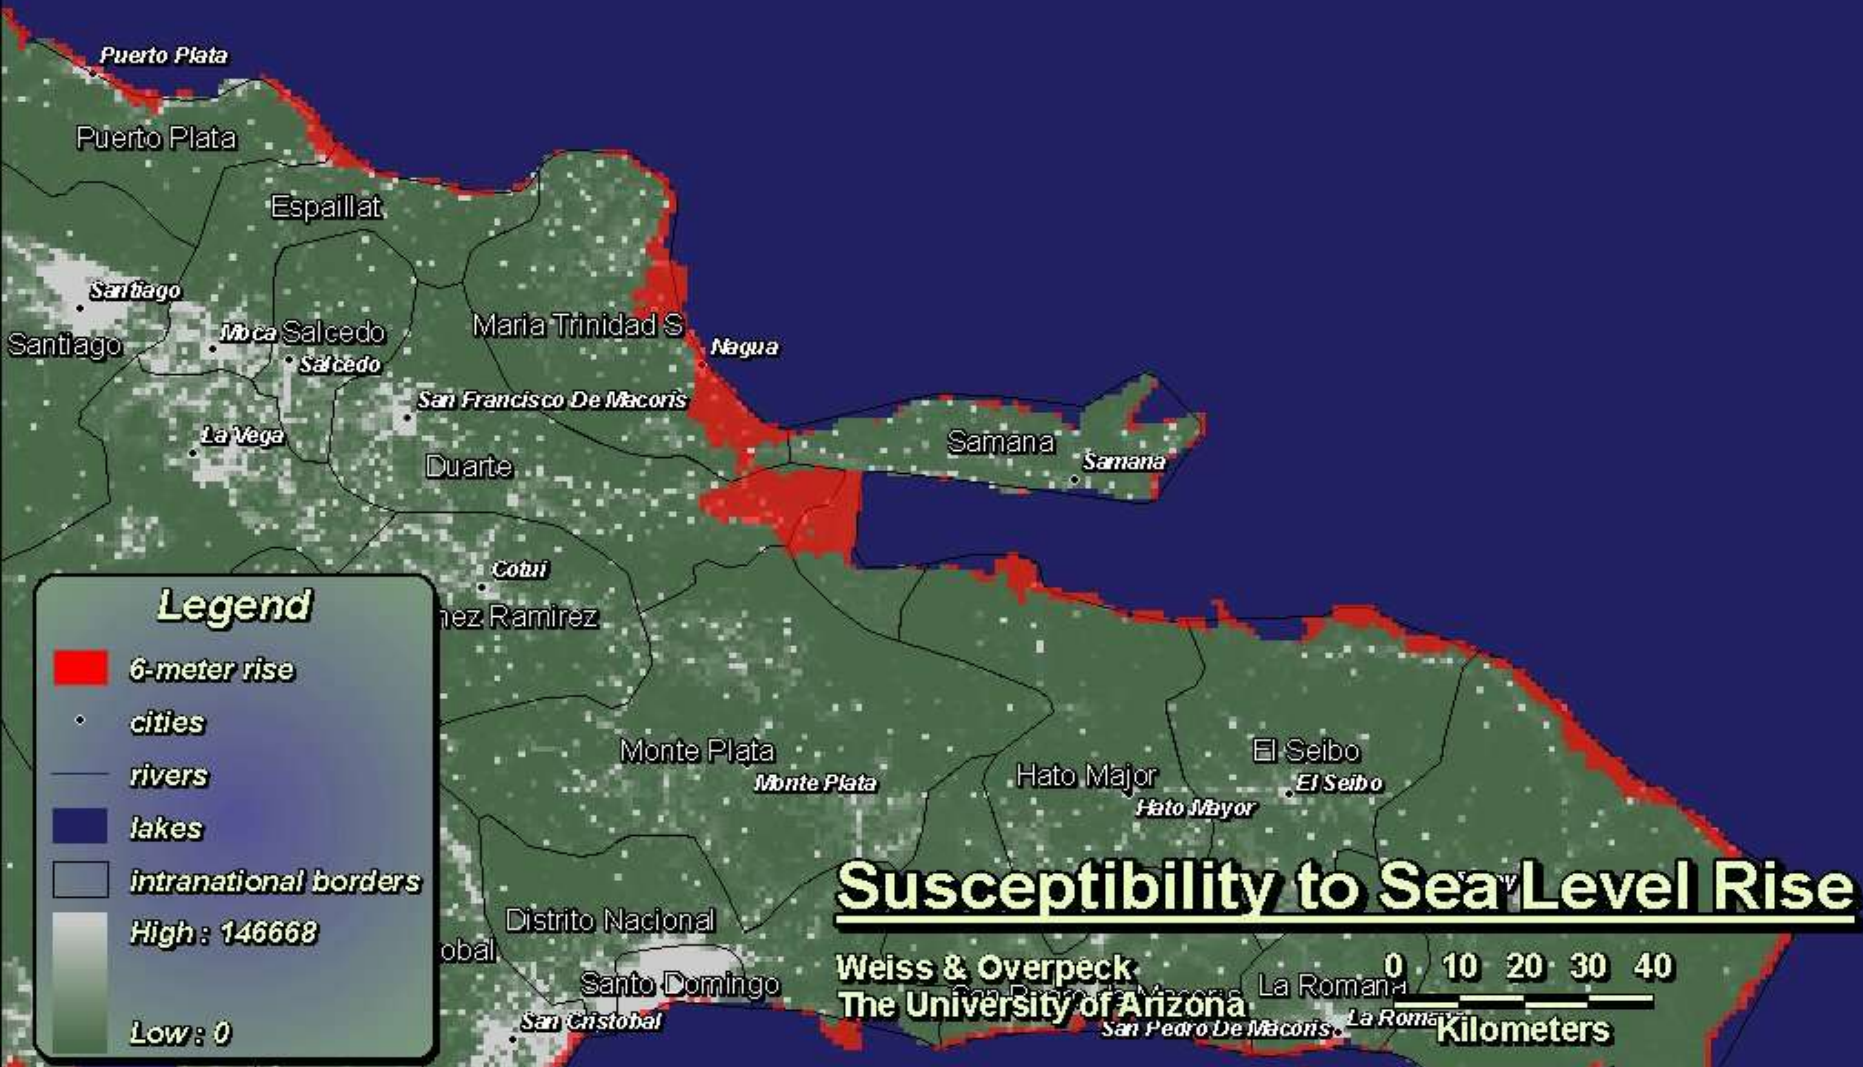 Puerto Plata
Puerto Plata
Espaillat
Santiago
Moca Salcedo
Santiago
Salcedo
Maria Trinidad S
Nagua
San Francisco De Macoris
La Vega
Duarte
Samana
Samana
Cotui
nez Ramirez
Legend
6-meter rise
cities
rivers
lakes
intranational borders
High : 146668
Low : 0
Monte Plata
Monte Plata
Hato Major
Hato Mayor
El Seibo
El Seibo
Susceptibility to Sea Level Rise
Distrito Nacional
obal
Santo Domingo
San Cristobal
Weiss & Overpeck
The University of Arizona
La Romana
0 10 20 30 40
Kilometers
San Pedro De Macoris